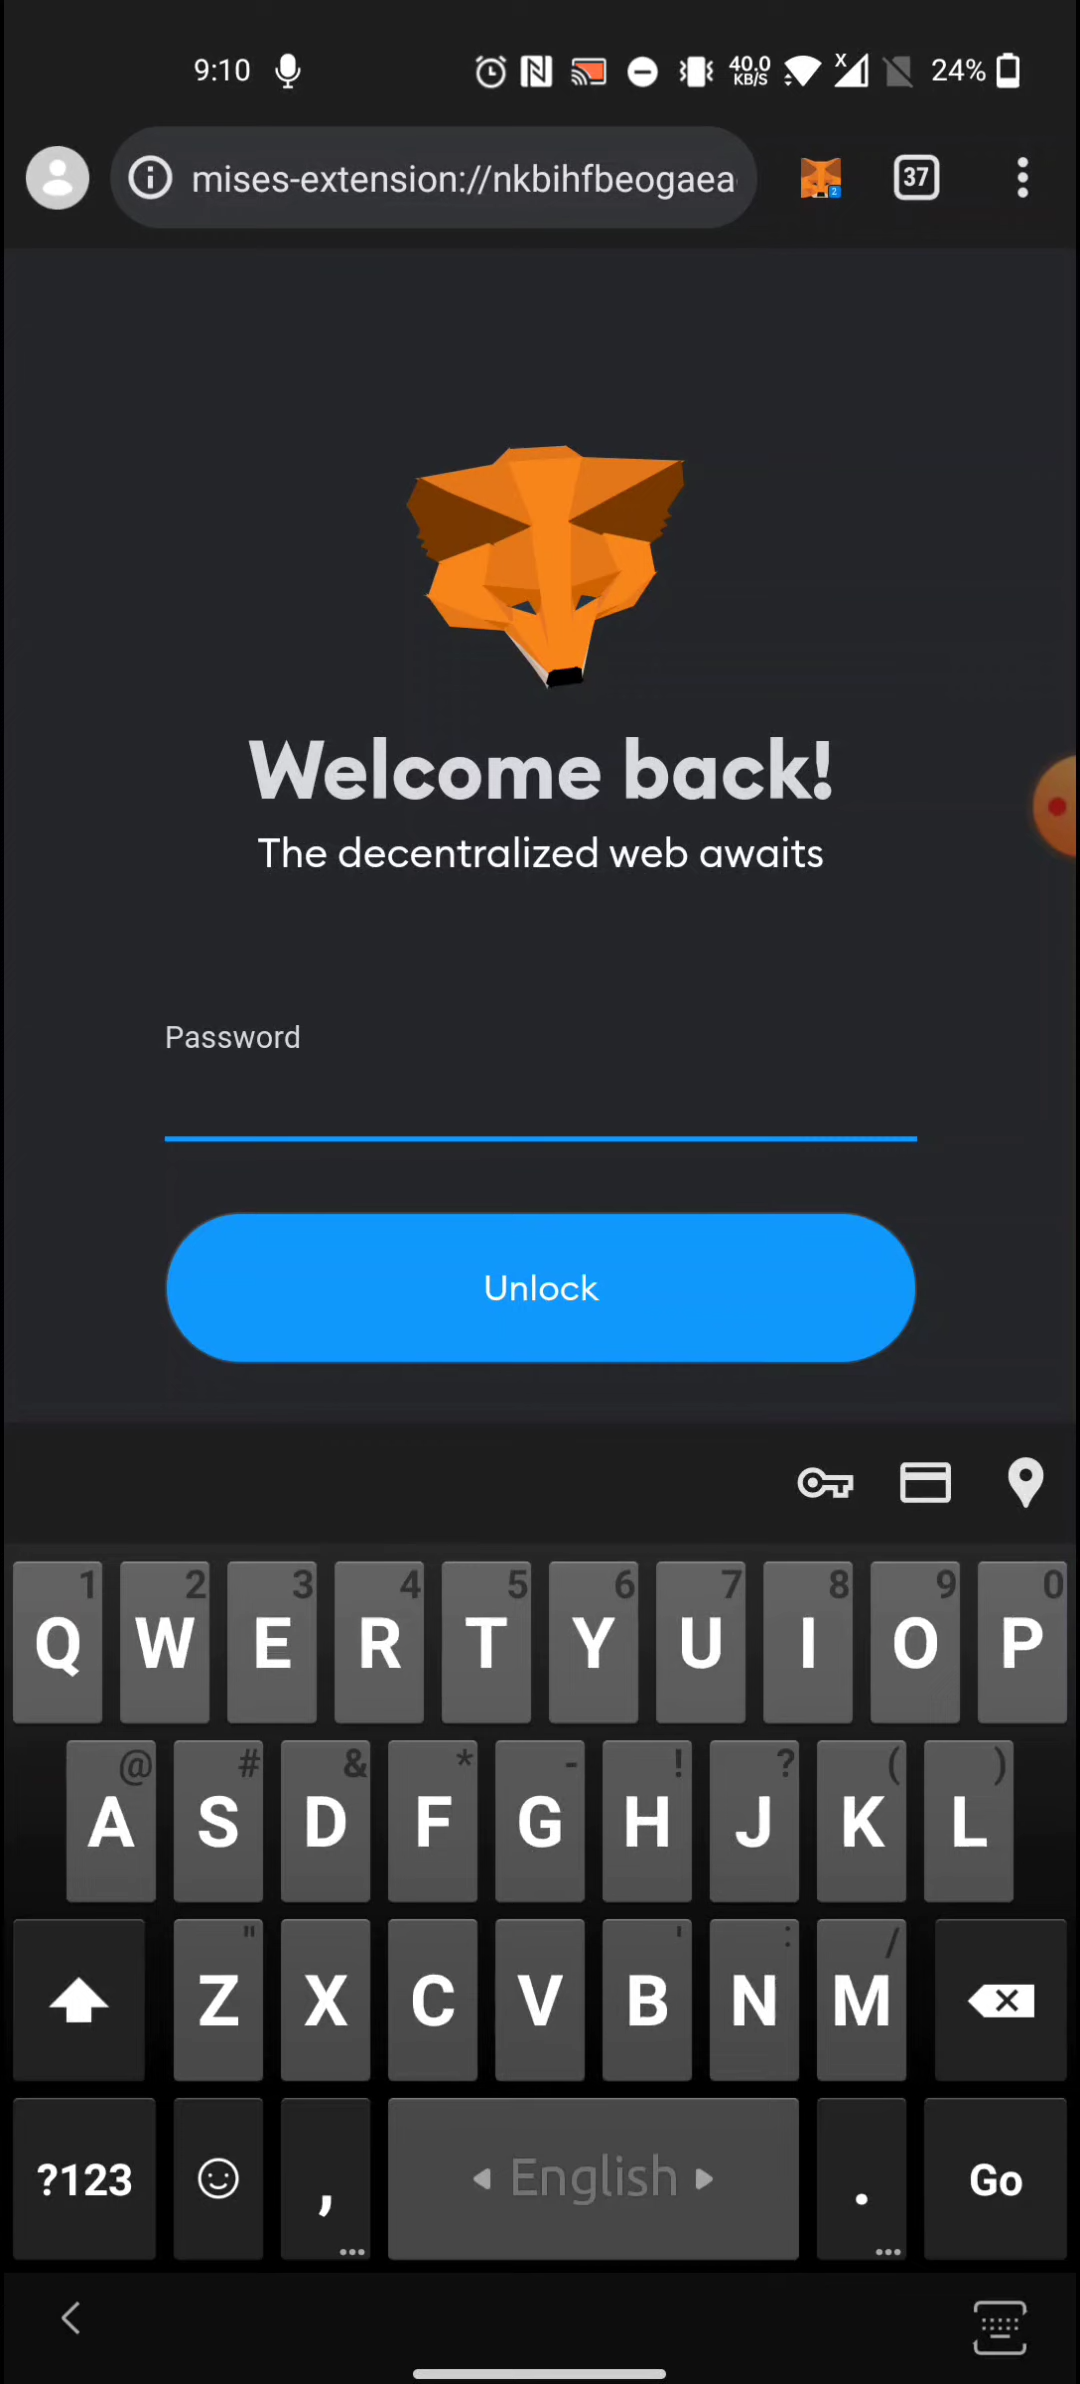 9:10 40.0 KB/S X 24%
mises-extension://nkbihfbeogaea 2 37
Welcome back!
The decentralized web awaits
Password
Unlock
1 2 3 4 5 6 7 8 9 0
Q W E R T Y U I O P
@ # & * - ! ? ( )
A S D F G H J K L
" ' : /
Z X C V B N M
?123 , English . Go